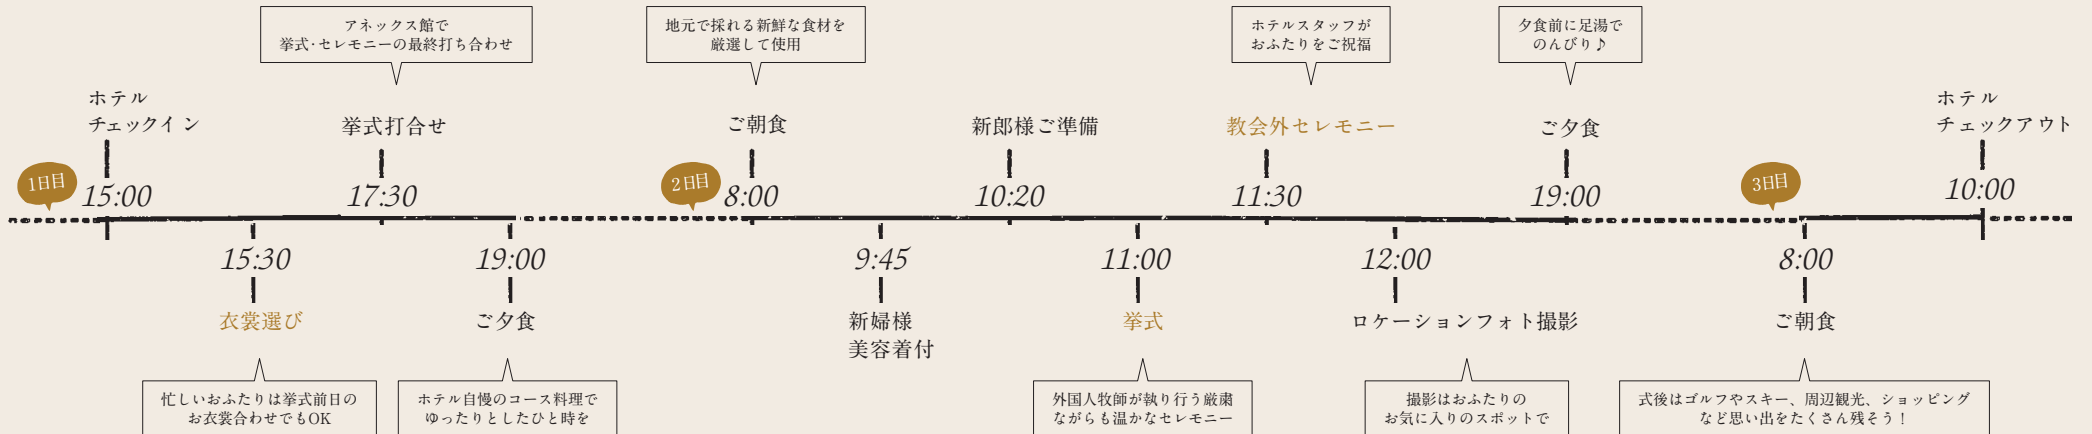 アネックス館で
挙式・セレモニーの最終打ち合わせ
地元で採れる新鮮な食材を
厳選して使用
ホテルスタッフが
おふたりをご祝福
夕食前に足湯で
のんびり♪
ホテル
チェックイン
挙式打合せ
ご朝食
新郎様ご準備
教会外セレモニー
ご夕食
ホテル
チェックアウト
1日目
15:00
17:30
2日目
8:00
10:20
11:30
19:00
3日目
10:00
15:30
19:00
9:45
11:00
12:00
8:00
衣裳選び
ご夕食
新婦様
美容着付
挙式
ロケーションフォト撮影
ご朝食
忙しいおふたりは挙式前日の
お衣裳合わせでもOK
ホテル自慢のコース料理で
ゆったりとしたひと時を
外国人牧師が執り行う厳粛
ながらも温かなセレモニー
撮影はおふたりの
お気に入りのスポットで
式後はゴルフやスキー、周辺観光、ショッピング
など思い出をたくさん残そう！